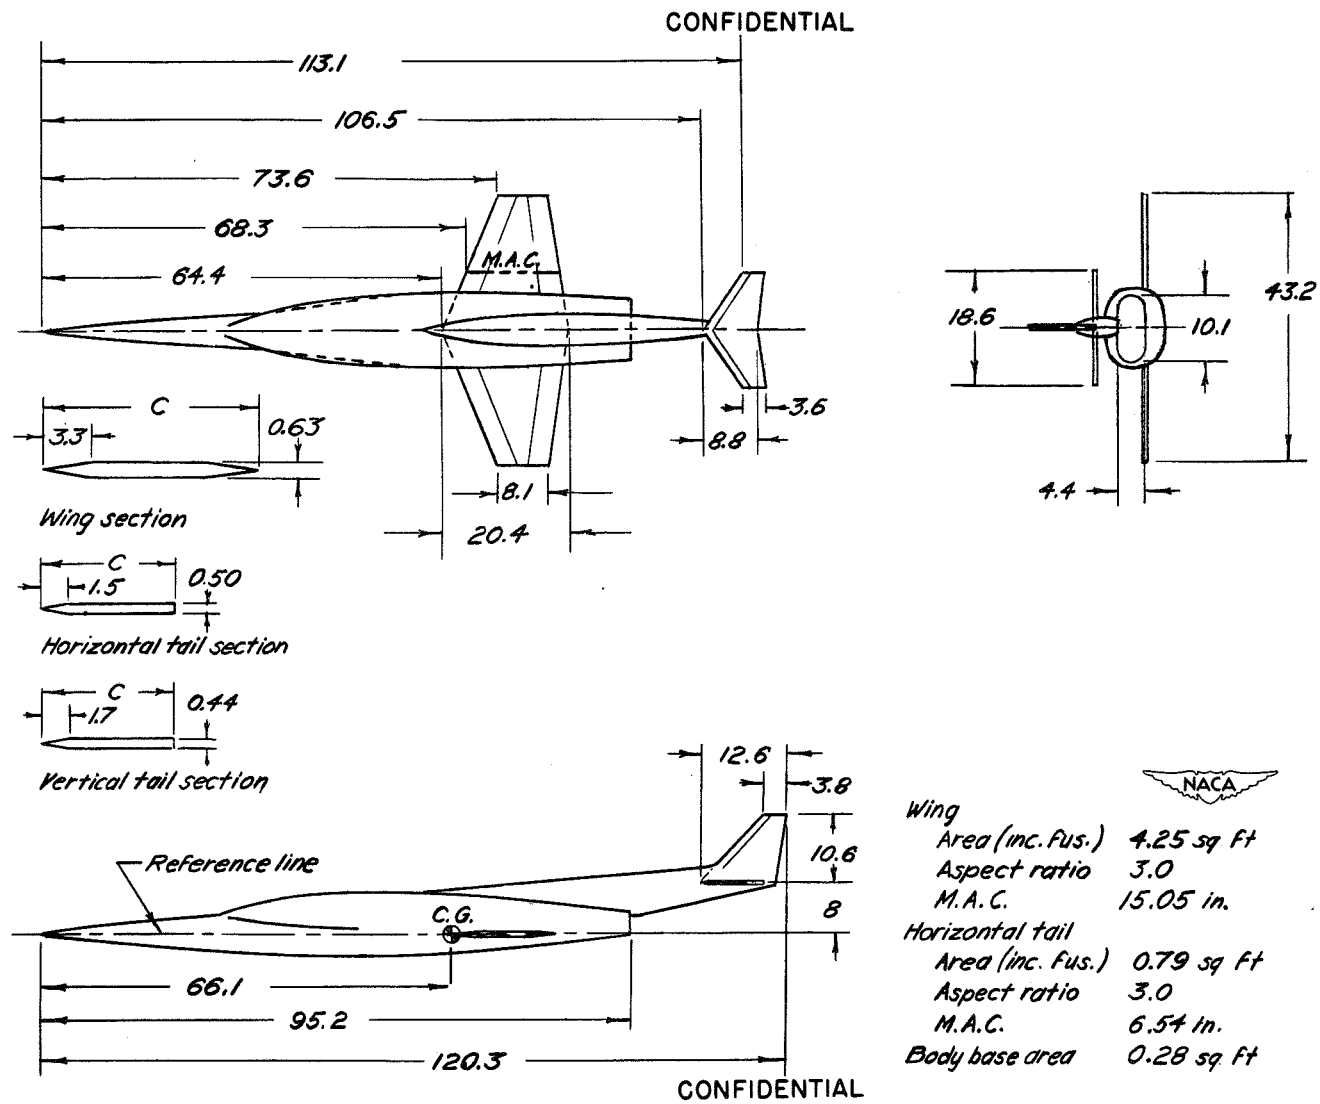 CONFIDENTIAL
113.1
106.5
73.6
68.3
64.4
M.A.C.
18.6
10.1
43.2
4.4
3.6
8.8
8.1
20.4
C
3.3
0.63
Wing section
C
1.5
0.50
Horizontal tail section
C
1.7
0.44
Vertical tail section
12.6
3.8
10.6
8
Reference line
C.G.
66.1
95.2
120.3
NACA
Wing
Area (inc. fus.) 4.25 sq ft
Aspect ratio 3.0
M.A.C. 15.05 in.
Horizontal tail
Area (inc. fus.) 0.79 sq ft
Aspect ratio 3.0
M.A.C. 6.54 in.
Body base area 0.28 sq ft
CONFIDENTIAL